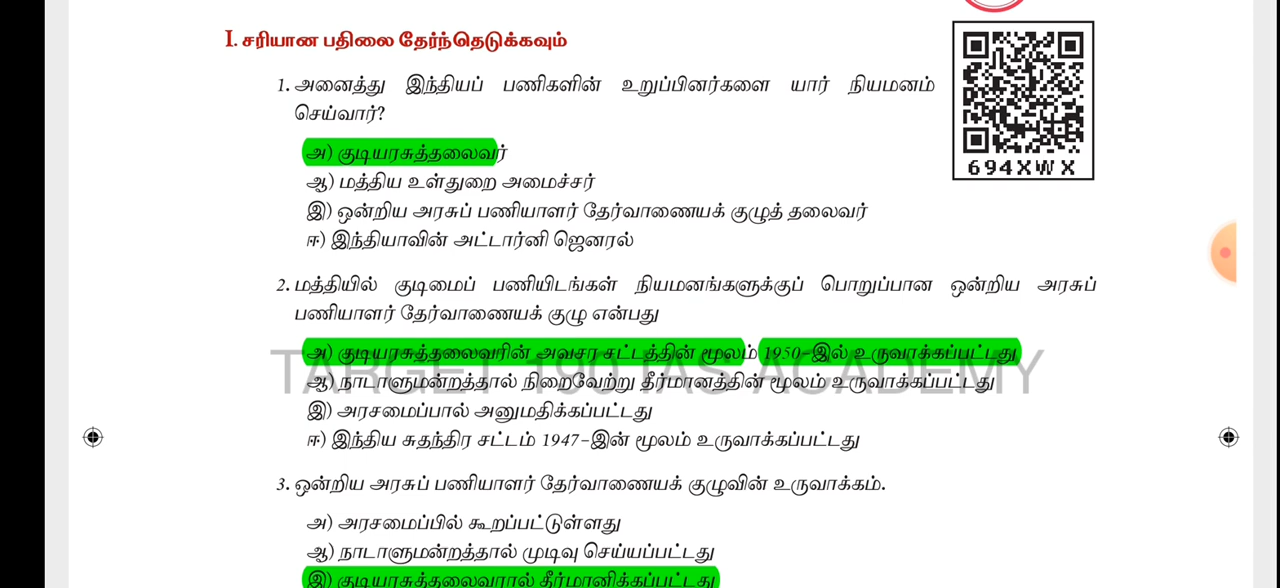 I. சரியான பதிலை தேர்ந்தெடுக்கவும்
1. அனைத்து இந்தியப் பணிகளின் உறுப்பினர்களை யார் நியமனம்
செய்வார்?
அ) குடியரசுத்தலைவர்
ஆ) மத்திய உள்துறை அமைச்சர்
இ) ஒன்றிய அரசுப் பணியாளர் தேர்வாணையக் குழுத் தலைவர்
ஈ) இந்தியாவின் அட்டார்னி ஜெனரல்
694XWX
2. மத்தியில் குடிமைப் பணியிடங்கள் நியமனங்களுக்குப் பொறுப்பான ஒன்றிய அரசுப்
பணியாளர் தேர்வாணையக் குழு என்பது
அ) குடியரசுத்தலைவரின் அவசர சட்டத்தின் மூலம் 1950-இல் உருவாக்கப்பட்டது
TARGET 190 IAS ACADEMY
ஆ) நாடாளுமன்றத்தால் நிறைவேற்று தீர்மானத்தின் மூலம் உருவாக்கப்பட்டது
இ) அரசமைப்பால் அனுமதிக்கப்பட்டது
ஈ) இந்திய சுதந்திர சட்டம் 1947-இன் மூலம் உருவாக்கப்பட்டது
3. ஒன்றிய அரசுப் பணியாளர் தேர்வாணையக் குழுவின் உருவாக்கம்.
அ) அரசமைப்பில் கூறப்பட்டுள்ளது
ஆ) நாடாளுமன்றத்தால் முடிவு செய்யப்பட்டது
இ) குடியரசுத்தலைவரால் தீர்மானிக்கப்பட்டது